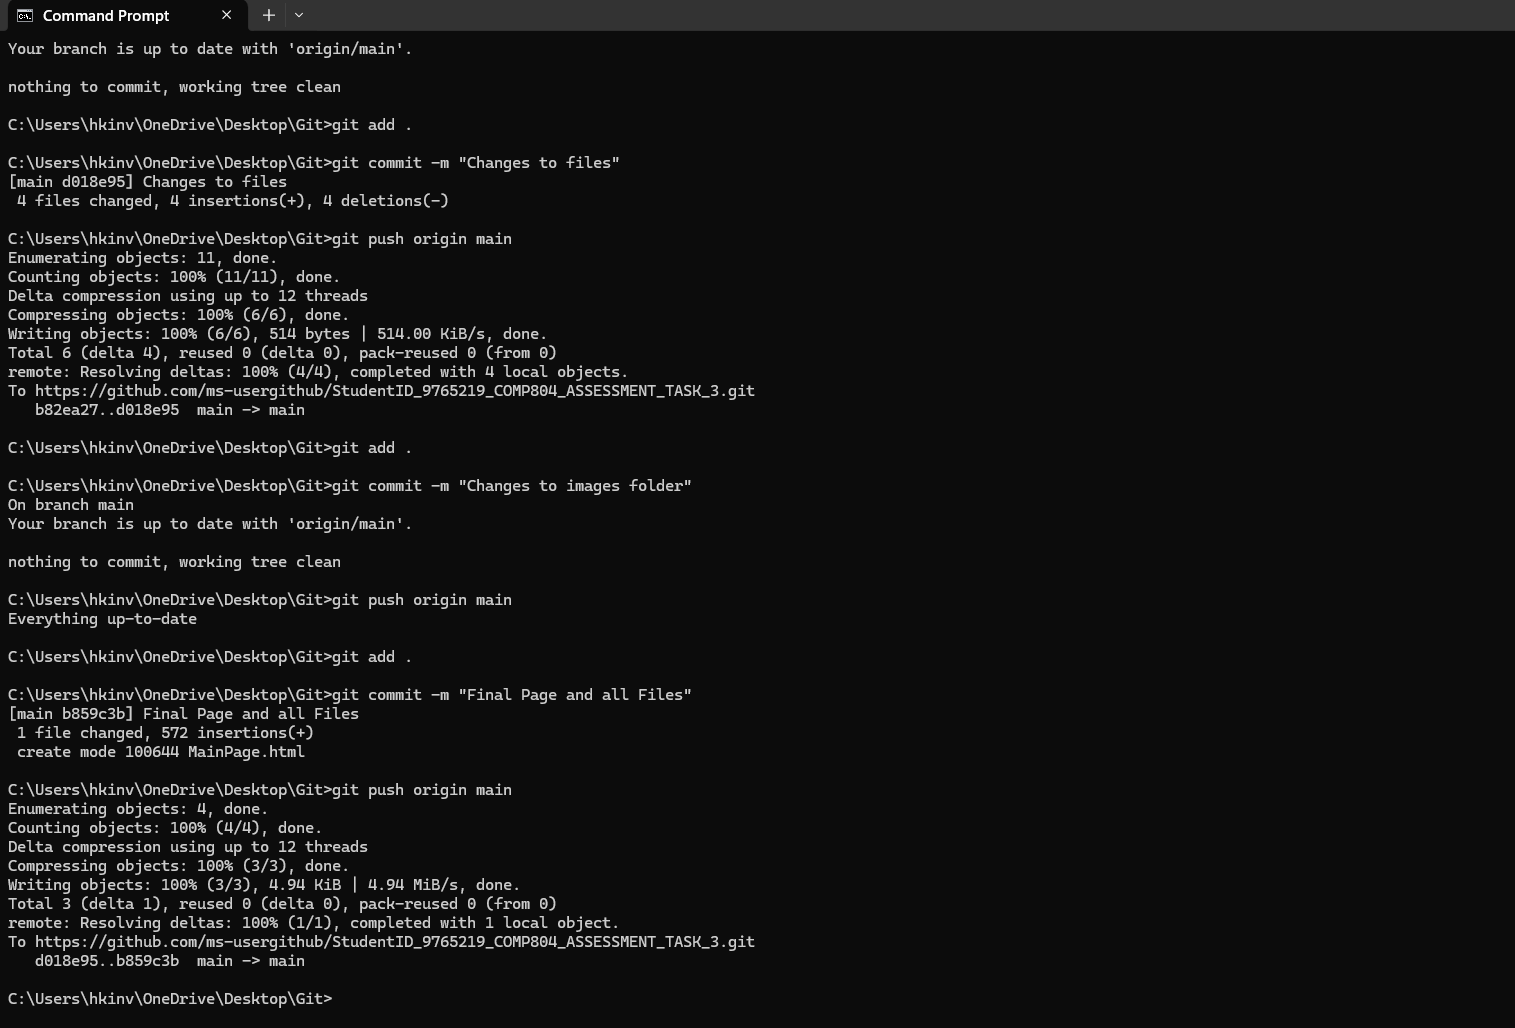 Command Prompt
Your branch is up to date with 'origin/main'.
nothing to commit, working tree clean
C:\Users\hkinv\OneDrive\Desktop\Git>git add .
C:\Users\hkinv\OneDrive\Desktop\Git>git commit -m "Changes to files"
[main d018e95] Changes to files
 4 files changed, 4 insertions(+), 4 deletions(-)
C:\Users\hkinv\OneDrive\Desktop\Git>git push origin main
Enumerating objects: 11, done.
Counting objects: 100% (11/11), done.
Delta compression using up to 12 threads
Compressing objects: 100% (6/6), done.
Writing objects: 100% (6/6), 514 bytes | 514.00 KiB/s, done.
Total 6 (delta 4), reused 0 (delta 0), pack-reused 0 (from 0)
remote: Resolving deltas: 100% (4/4), completed with 4 local objects.
To https://github.com/ms-usergithub/StudentID_9765219_COMP804_ASSESSMENT_TASK_3.git
   b82ea27..d018e95  main -> main
C:\Users\hkinv\OneDrive\Desktop\Git>git add .
C:\Users\hkinv\OneDrive\Desktop\Git>git commit -m "Changes to images folder"
On branch main
Your branch is up to date with 'origin/main'.
nothing to commit, working tree clean
C:\Users\hkinv\OneDrive\Desktop\Git>git push origin main
Everything up-to-date
C:\Users\hkinv\OneDrive\Desktop\Git>git add .
C:\Users\hkinv\OneDrive\Desktop\Git>git commit -m "Final Page and all Files"
[main b859c3b] Final Page and all Files
 1 file changed, 572 insertions(+)
 create mode 100644 MainPage.html
C:\Users\hkinv\OneDrive\Desktop\Git>git push origin main
Enumerating objects: 4, done.
Counting objects: 100% (4/4), done.
Delta compression using up to 12 threads
Compressing objects: 100% (3/3), done.
Writing objects: 100% (3/3), 4.94 KiB | 4.94 MiB/s, done.
Total 3 (delta 1), reused 0 (delta 0), pack-reused 0 (from 0)
remote: Resolving deltas: 100% (1/1), completed with 1 local object.
To https://github.com/ms-usergithub/StudentID_9765219_COMP804_ASSESSMENT_TASK_3.git
   d018e95..b859c3b  main -> main
C:\Users\hkinv\OneDrive\Desktop\Git>